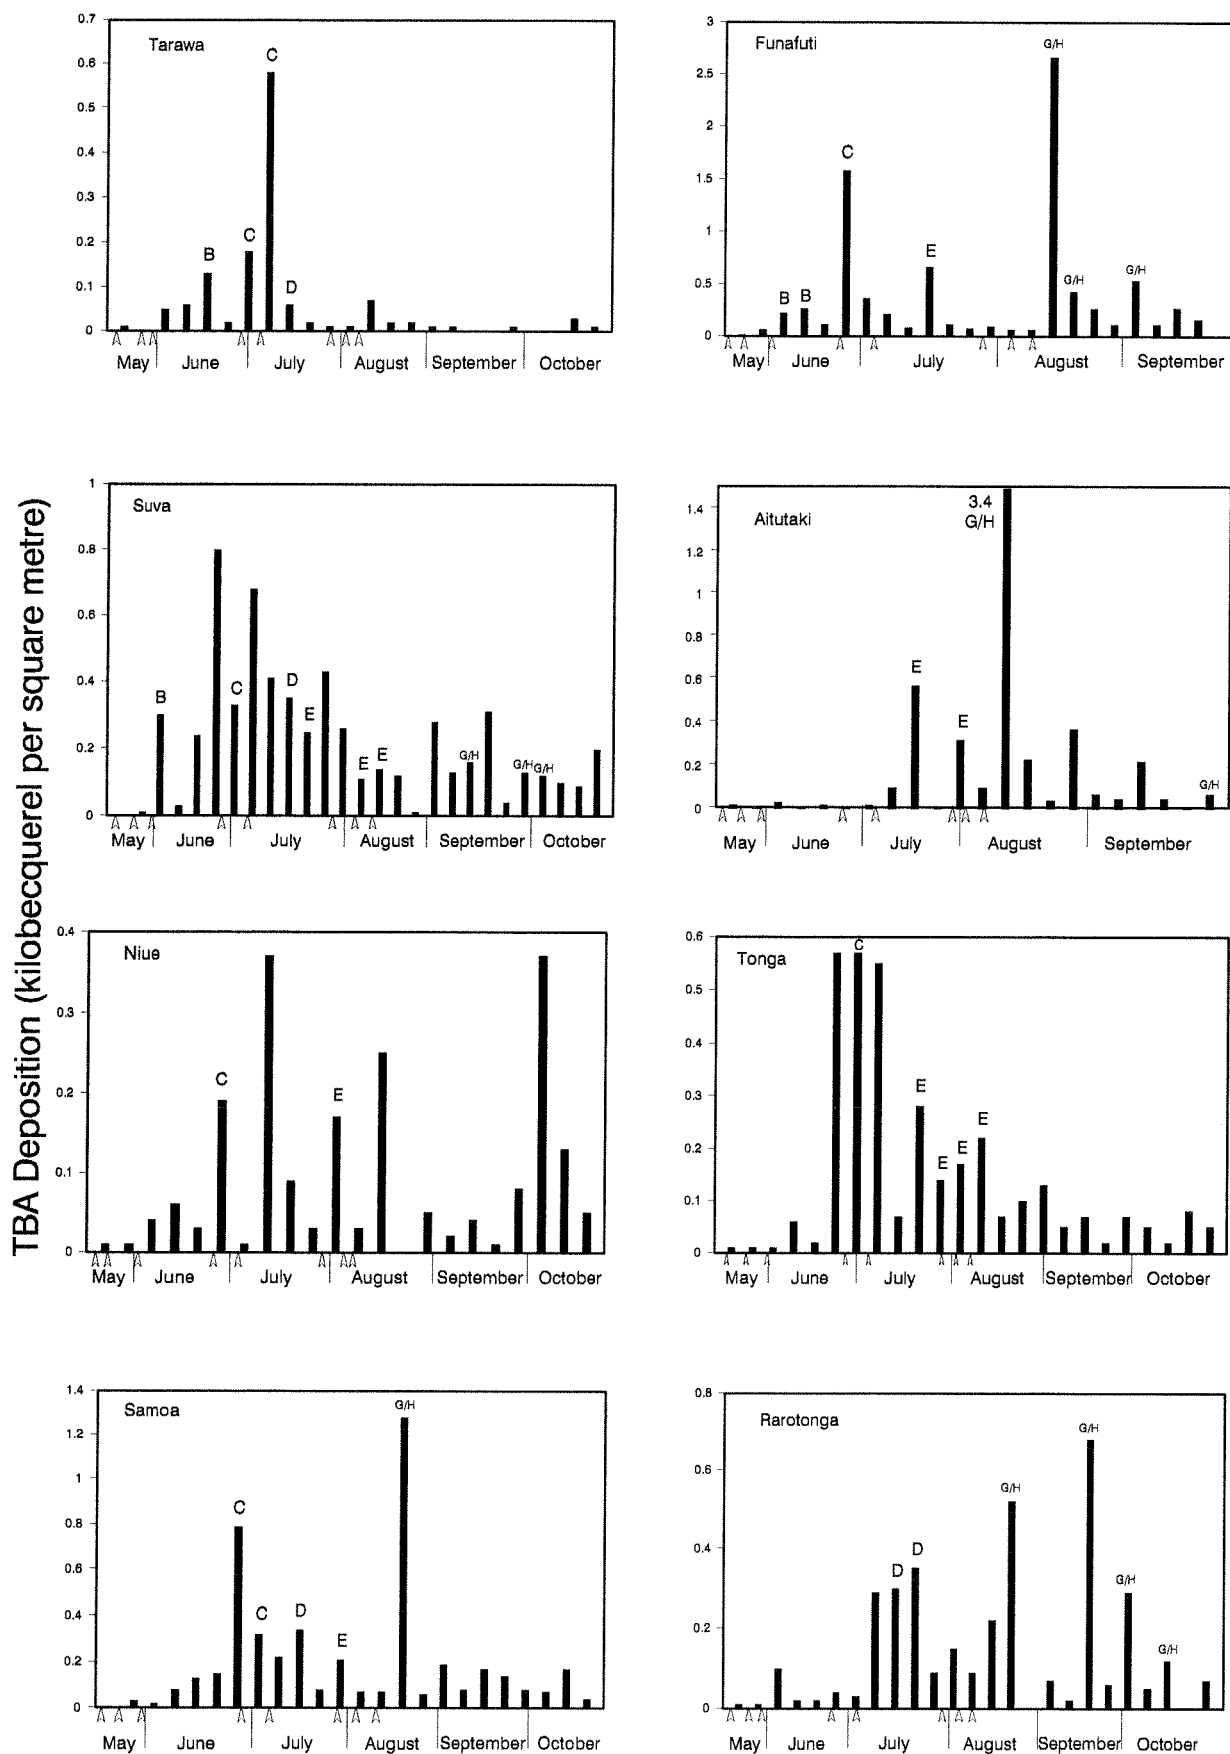 TBA Deposition (kilobecquerel per square metre)
Tarawa
0.7
0.6
0.5
0.4
0.3
0.2
0.1
0
B
C
C
D
May June July August September October
Funafuti
3
2.5
2
1.5
1
0.5
0
B
B
C
E
G/H
G/H
G/H
May June July August September
Suva
1
0.8
0.6
0.4
0.2
0
B
C
D
E
E
E
G/H
G/H
G/H
May June July August September October
Aitutaki
1.4
1.2
1
0.8
0.6
0.4
0.2
0
E
E
3.4
G/H
G/H
May June July August September
Niue
0.4
0.3
0.2
0.1
0
C
E
May June July August September October
Tonga
0.6
0.5
0.4
0.3
0.2
0.1
0
C
E
E
E
E
May June July August September October
Samoa
1.4
1.2
1
0.8
0.6
0.4
0.2
0
C
C
D
E
G/H
May June July August September October
Rarotonga
0.8
0.6
0.4
0.2
0
D
D
G/H
G/H
G/H
G/H
May June July August September October